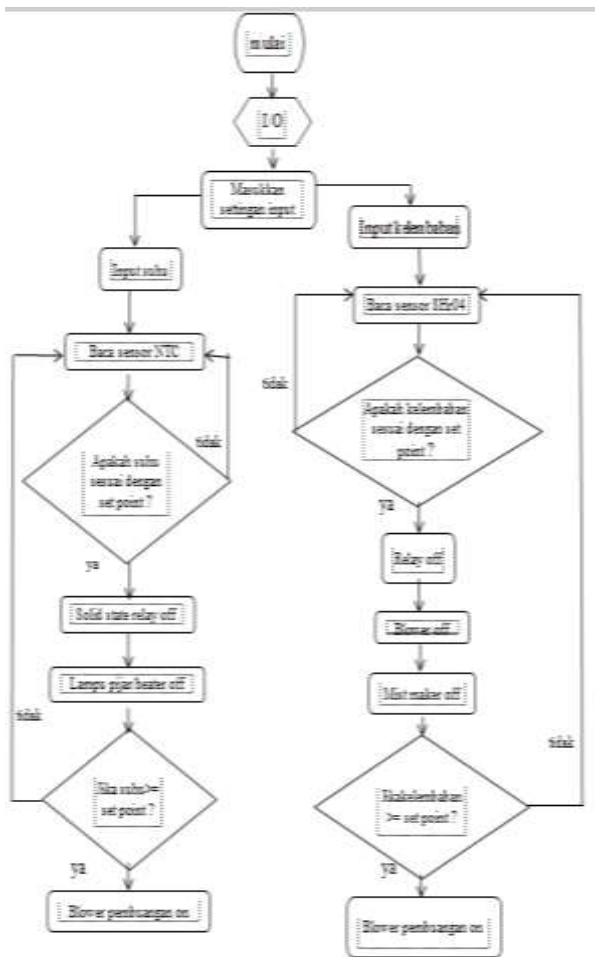 mulai
I/O
Masukkan
settingan input
Input suhu
Baca sensor NTC
tidak
Apakah suhu
sesuai dengan
set point ?
ya
Solid state relay off
Lampu pijar/heater off
tidak
Jika suhu>=
set point ?
ya
Blower pembuangan on
Input kelembaban
Baca sensor
tidak
Apakah kelembaban
sesuai dengan set
point ?
ya
Relay off
Blower off
Mist maker off
tidak
Jikakelembaban
>= set point ?
ya
Blower pembuangan on